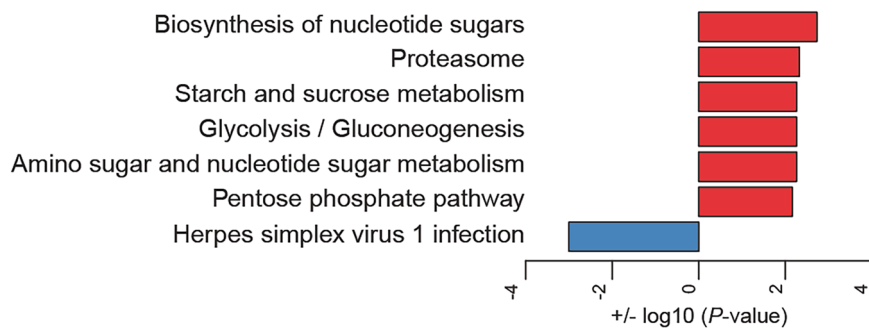 Biosynthesis of nucleotide sugars
Proteasome
Starch and sucrose metabolism
Glycolysis / Gluconeogenesis
Amino sugar and nucleotide sugar metabolism
Pentose phosphate pathway
Herpes simplex virus 1 infection
-4 -2 0 2 4
+/- log10 (P-value)